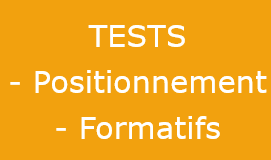 TESTS
- Positionnement
- Formatifs